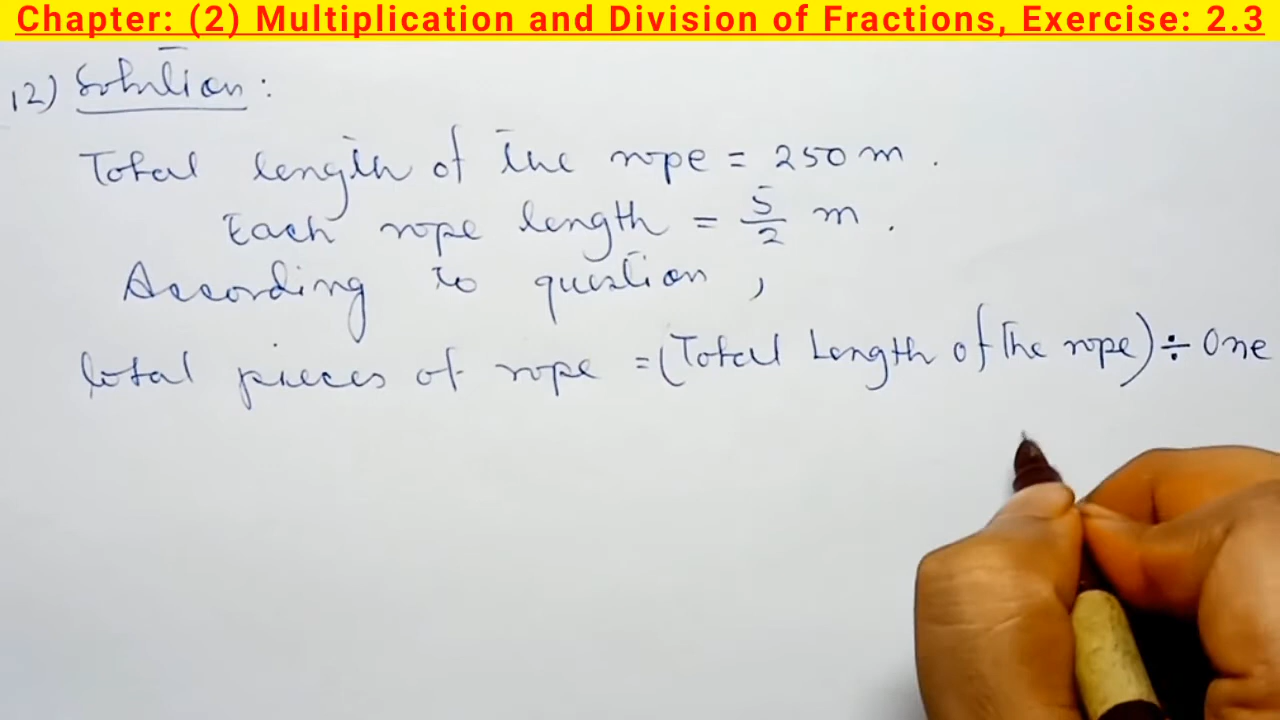 Chapter: (2) Multiplication and Division of Fractions, Exercise: 2.3
12) Solution:
Total length of the rope = 250 m.
Each rope length = 5/2 m.
According to question,
total pieces of rope = (Total Length of The rope) ÷ One